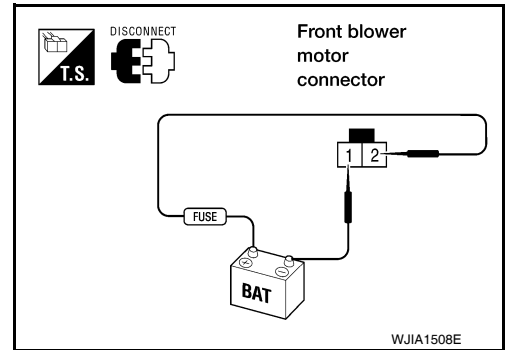 DISCONNECT
T.S.
Front blower
motor
connector
1 2
FUSE
+ −
BAT
WJIA1508E